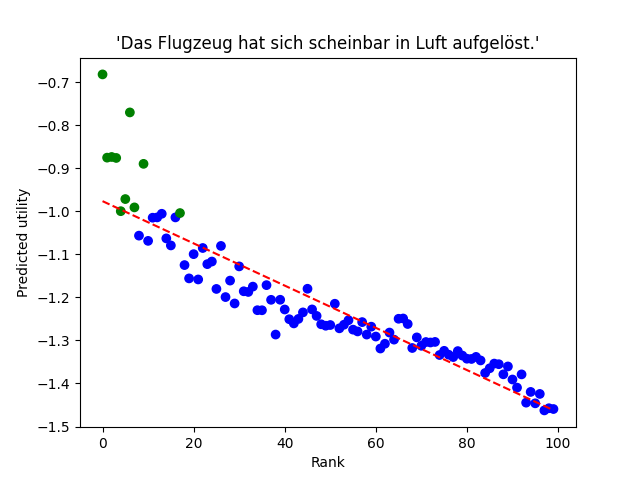 'Das Flugzeug hat sich scheinbar in Luft aufgelöst.'
Predicted utility
−0.7
−0.8
−0.9
−1.0
−1.1
−1.2
−1.3
−1.4
−1.5
0 20 40 60 80 100
Rank